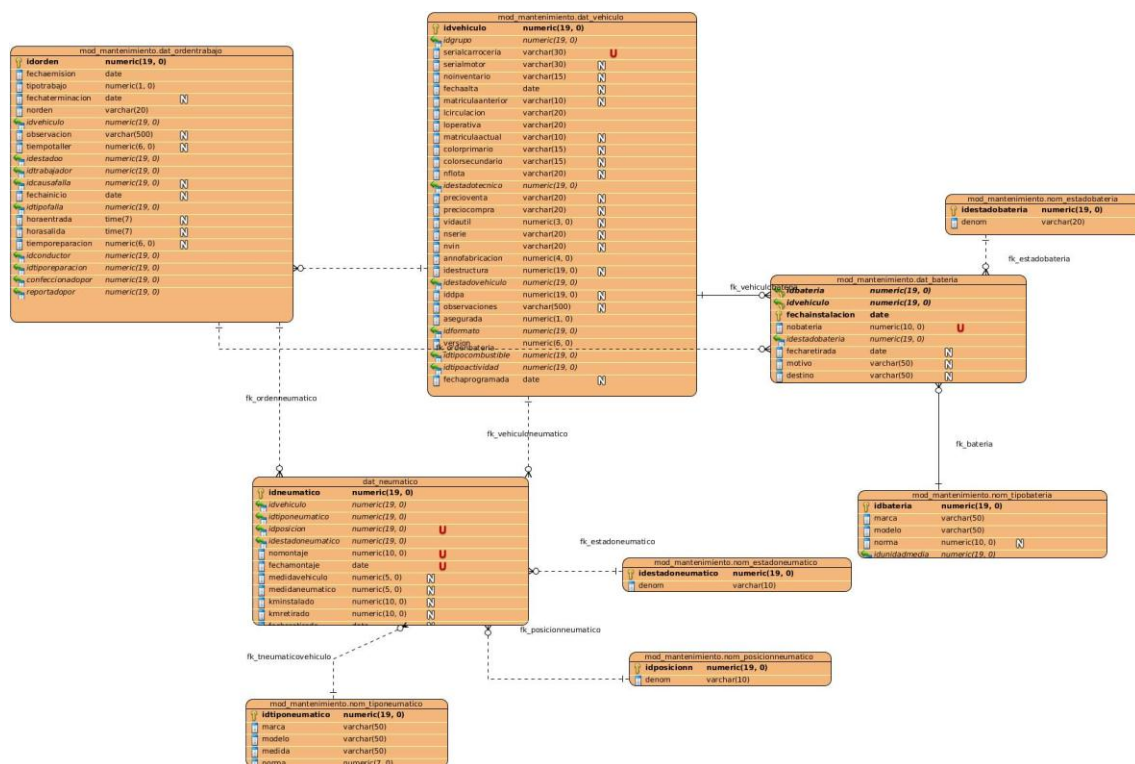 mod_mantenimiento.dat_ordentrabajo
idorden numeric(19, 0)
fechaemision date
tipotrabajo numeric(1, 0)
fechaterminacion date N
norden varchar(20)
idvehiculo numeric(19, 0)
observacion varchar(500) N
tiempotaller numeric(6, 0) N
idestadoo numeric(19, 0)
idtrabajador numeric(19, 0)
idcausafalla numeric(19, 0) N
fechainicio date N
idtipofalla numeric(19, 0)
horaentrada time(7) N
horasalida time(7) N
tiemporeparacion numeric(6, 0) N
idconductor numeric(19, 0)
idtiporeparacion numeric(19, 0)
confeccionadopor numeric(19, 0)
reportadopor numeric(19, 0)
mod_mantenimiento.dat_vehiculo
idvehiculo numeric(19, 0)
idgrupo numeric(19, 0)
serialcarroceria varchar(30) U
serialmotor varchar(30) N
noinventario varchar(15) N
fechaalta date N
matriculaanterior varchar(10) N
lcirculacion varchar(20)
loperativa varchar(20)
matriculaactual varchar(10) N
colorprimario varchar(15) N
colorsecundario varchar(15) N
nflota varchar(20) N
idestadotecnico numeric(19, 0)
precioventa varchar(20) N
preciocompra varchar(20) N
vidautil numeric(3, 0) N
nserie varchar(20) N
nvin varchar(20) N
annofabricacion numeric(4, 0)
idestructura numeric(19, 0) N
idestadovehiculo numeric(19, 0)
iddpa numeric(19, 0) N
observaciones varchar(500) N
asegurada numeric(1, 0)
idformato numeric(19, 0)
version numeric(6, 0)
idtipocombustible numeric(19, 0)
idtipoactividad numeric(19, 0)
fechaprogramada date N
fk_ordenbateria
fk_vehiculobateria
mod_mantenimiento.nom_estadobateria
idestadobateria numeric(19, 0)
denom varchar(20)
fk_estadobateria
mod_mantenimiento.dat_bateria
idbateria numeric(19, 0)
idvehiculo numeric(19, 0)
fechainstalacion date
nobateria numeric(10, 0) U
idestadobateria numeric(19, 0)
fecharetirada date N
motivo varchar(50) N
destino varchar(50) N
fk_bateria
mod_mantenimiento.nom_tipobateria
idbateria numeric(19, 0)
marca varchar(50)
modelo varchar(50)
norma numeric(10, 0) N
idunidadmedia numeric(19, 0)
fk_ordenneumatico
fk_vehiculoneumatico
dat_neumatico
idneumatico numeric(19, 0)
idvehiculo numeric(19, 0)
idtiponeumatico numeric(19, 0)
idposicion numeric(19, 0) U
idestadoneumatico numeric(19, 0)
nomontaje numeric(10, 0) U
fechamontaje date U
medidavehiculo numeric(5, 0) N
medidaneumatico numeric(5, 0) N
kminstalado numeric(10, 0) N
kmretirado numeric(10, 0) N
fk_estadoneumatico
mod_mantenimiento.nom_estadoneumatico
idestadoneumatico numeric(19, 0)
denom varchar(10)
fk_posicionneumatico
mod_mantenimiento.nom_posicionneumatico
idposicionn numeric(19, 0)
denom varchar(10)
fk_tneumaticovehiculo
mod_mantenimiento.nom_tiponeumatico
idtiponeumatico numeric(19, 0)
marca varchar(50)
modelo varchar(50)
medida varchar(50)
norma numeric(7, 0)